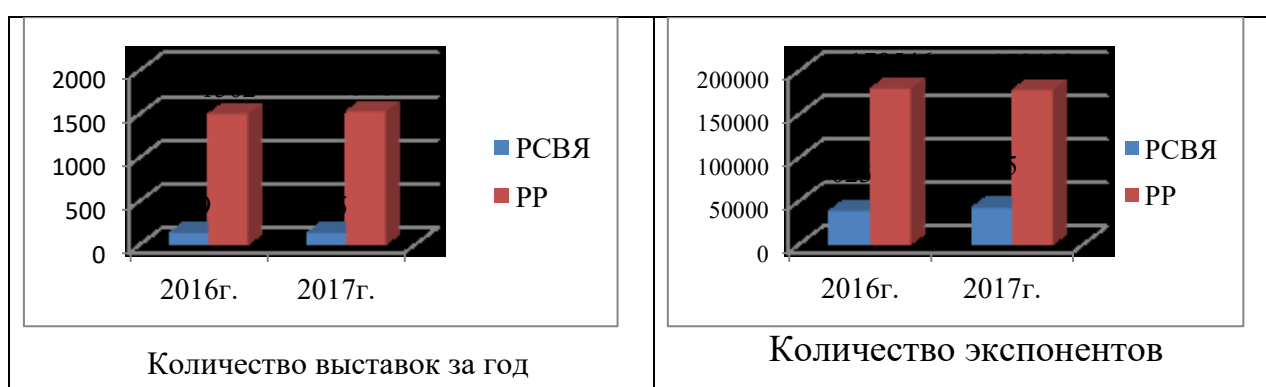 2000
1500
1000
500
0
2016г.
2017г.
РСВЯ
РР
Количество выставок за год
200000
150000
100000
50000
0
2016г.
2017г.
РСВЯ
РР
Количество экспонентов